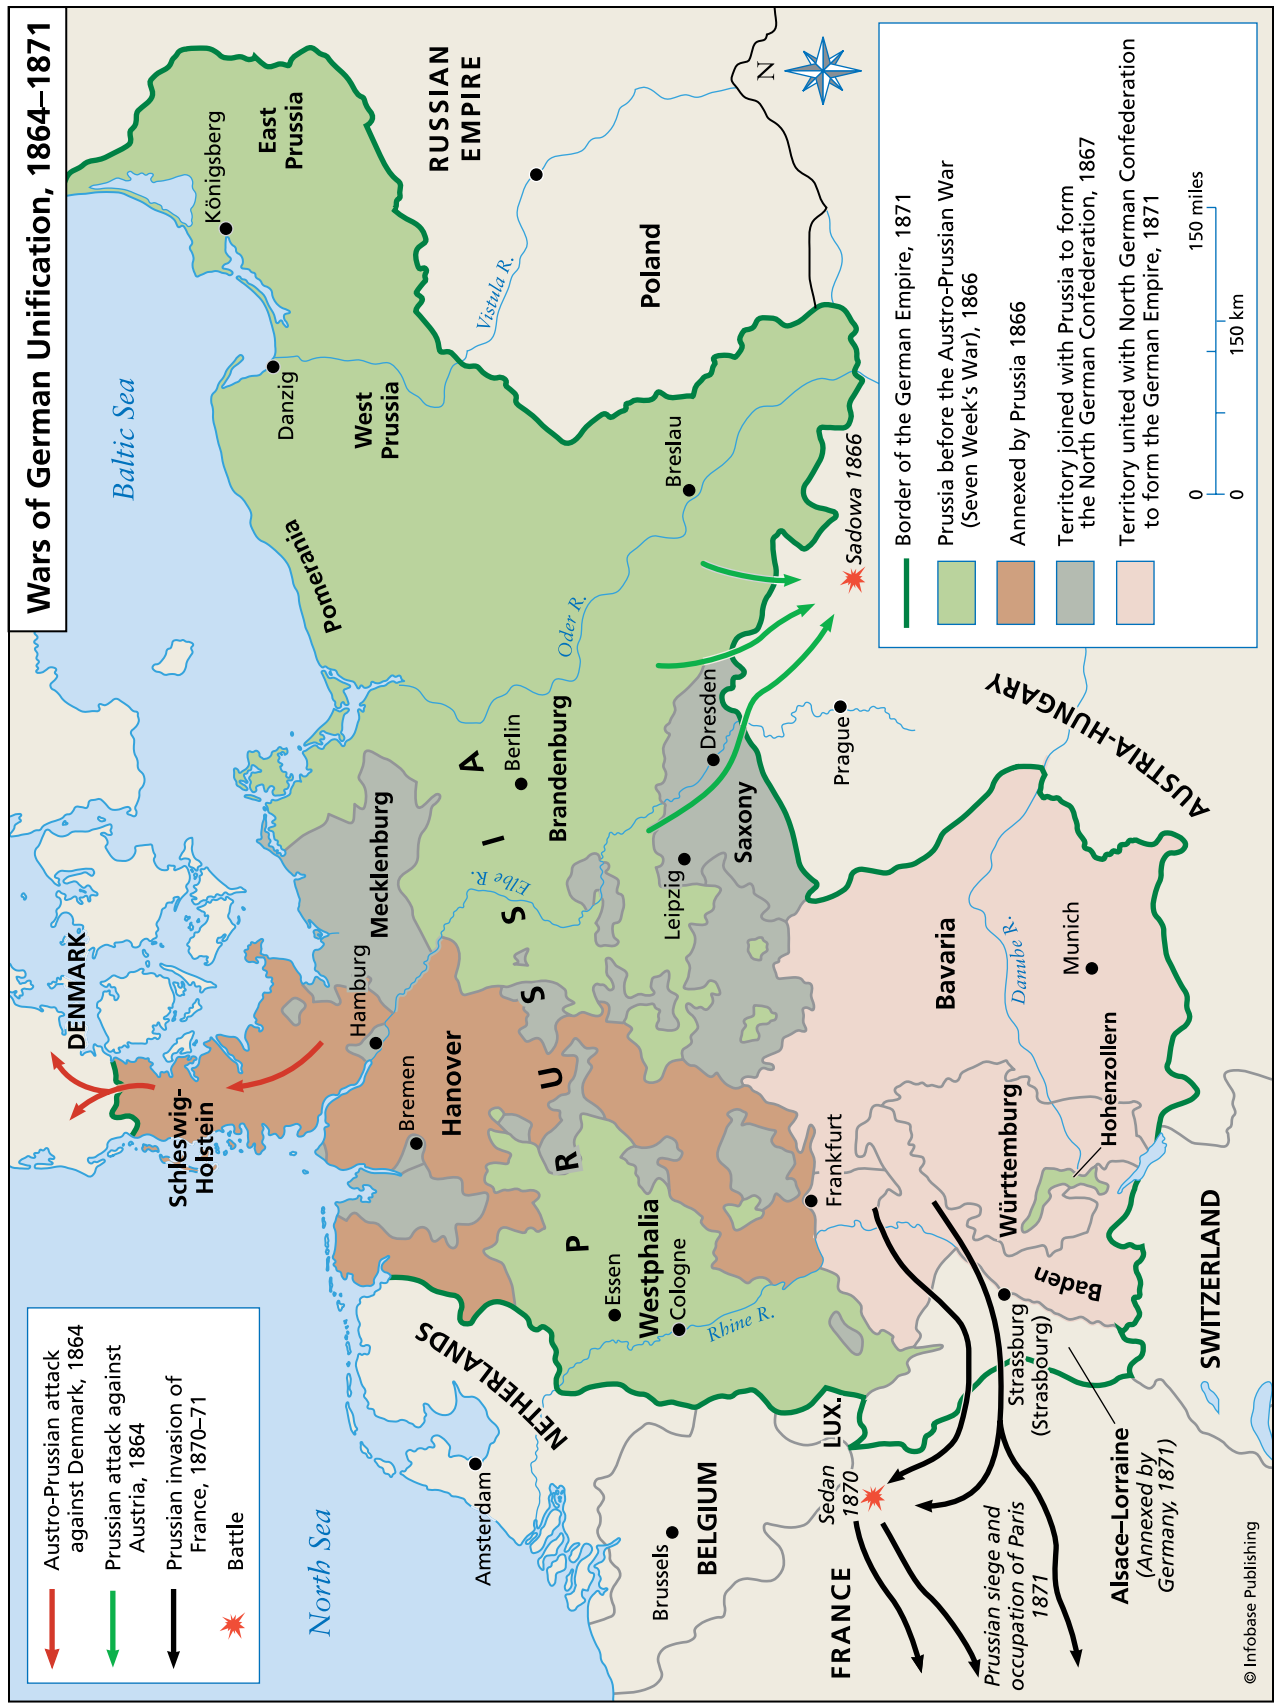 Wars of German Unification, 1864–1871
Austro-Prussian attack
against Denmark, 1864
Prussian attack against
Austria, 1864
Prussian invasion of
France, 1870–71
Battle
North Sea
Baltic Sea
DENMARK
Schleswig-
Holstein
Hamburg
Bremen
Hanover
Mecklenburg
Pomerania
Danzig
West
Prussia
Königsberg
East
Prussia
RUSSIAN
EMPIRE
Vistula R.
Poland
Oder R.
Breslau
Berlin
Brandenburg
Elbe R.
PRUSSIA
NETHERLANDS
Amsterdam
Essen
Westphalia
Cologne
Rhine R.
Brussels
BELGIUM
LUX.
Leipzig
Dresden
Saxony
Prague
Sadowa 1866
AUSTRIA-HUNGARY
Frankfurt
Bavaria
Danube R.
Munich
Württemburg
Hohenzollern
Baden
Strassburg
(Strasbourg)
Sedan
1870
FRANCE
Prussian siege and
occupation of Paris
1871
Alsace–Lorraine
(Annexed by
Germany, 1871)
SWITZERLAND
N
Border of the German Empire, 1871
Prussia before the Austro-Prussian War
(Seven Week's War), 1866
Annexed by Prussia 1866
Territory joined with Prussia to form
the North German Confederation, 1867
Territory united with North German Confederation
to form the German Empire, 1871
0 150 miles
0 150 km
© Infobase Publishing